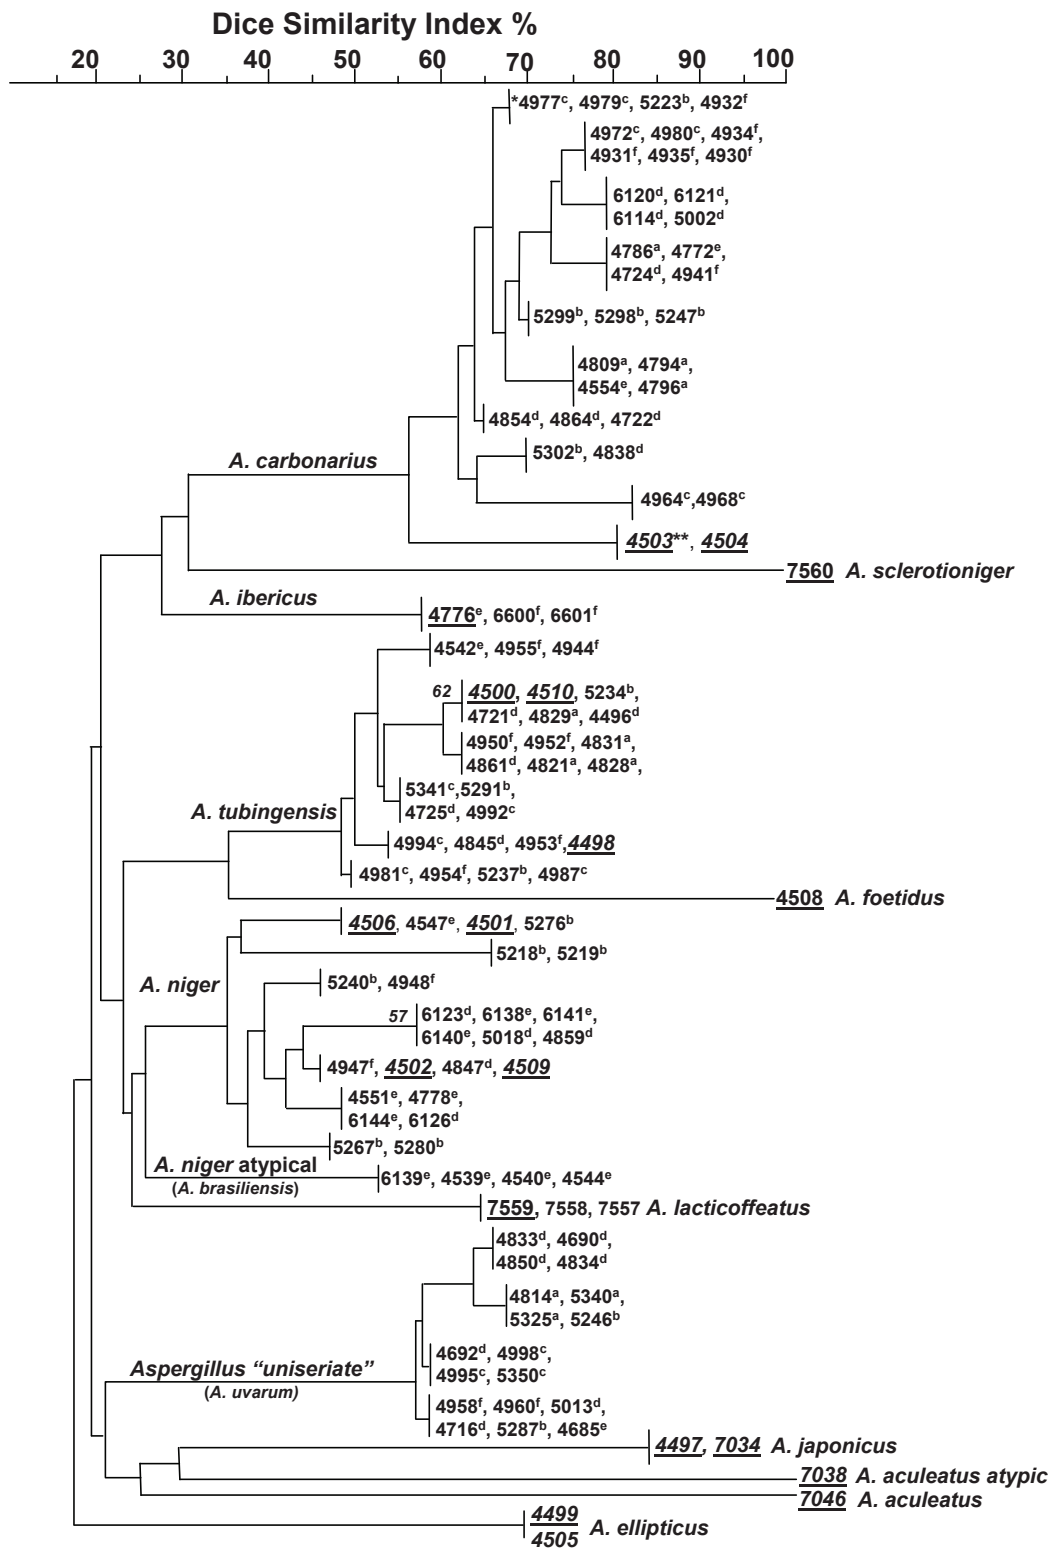 Dice Similarity Index %
20 30 40 50 60 70 80 90 100
*4977ᶜ, 4979ᶜ, 5223ᵇ, 4932ᶠ
4972ᶜ, 4980ᶜ, 4934ᶠ,
4931ᶠ, 4935ᶠ, 4930ᶠ
6120ᵈ, 6121ᵈ,
6114ᵈ, 5002ᵈ
4786ᵃ, 4772ᵉ,
4724ᵈ, 4941ᶠ
5299ᵇ, 5298ᵇ, 5247ᵇ
4809ᵃ, 4794ᵃ,
4554ᵉ, 4796ᵃ
4854ᵈ, 4864ᵈ, 4722ᵈ
5302ᵇ, 4838ᵈ
A. carbonarius
4964ᶜ,4968ᶜ
4503**, 4504
7560 A. sclerotioniger
A. ibericus
4776ᵉ, 6600ᶠ, 6601ᶠ
4542ᵉ, 4955ᶠ, 4944ᶠ
62 4500, 4510, 5234ᵇ,
4721ᵈ, 4829ᵃ, 4496ᵈ
4950ᶠ, 4952ᶠ, 4831ᵃ,
4861ᵈ, 4821ᵃ, 4828ᵃ,
5341ᶜ,5291ᵇ,
4725ᵈ, 4992ᶜ
A. tubingensis
4994ᶜ, 4845ᵈ, 4953ᶠ,4498
4981ᶜ, 4954ᶠ, 5237ᵇ, 4987ᶜ
4508 A. foetidus
4506, 4547ᵉ, 4501, 5276ᵇ
5218ᵇ, 5219ᵇ
A. niger
5240ᵇ, 4948ᶠ
57 6123ᵈ, 6138ᵉ, 6141ᵉ,
6140ᵉ, 5018ᵈ, 4859ᵈ
4947ᶠ, 4502, 4847ᵈ, 4509
4551ᵉ, 4778ᵉ,
6144ᵉ, 6126ᵈ
5267ᵇ, 5280ᵇ
A. niger atypical
(A. brasiliensis)
6139ᵉ, 4539ᵉ, 4540ᵉ, 4544ᵉ
7559, 7558, 7557 A. lacticoffeatus
4833ᵈ, 4690ᵈ,
4850ᵈ, 4834ᵈ
4814ᵃ, 5340ᵃ,
5325ᵃ, 5246ᵇ
4692ᵈ, 4998ᶜ,
4995ᶜ, 5350ᶜ
Aspergillus “uniseriate”
(A. uvarum)
4958ᶠ, 4960ᶠ, 5013ᵈ,
4716ᵈ, 5287ᵇ, 4685ᵉ
4497, 7034 A. japonicus
7038 A. aculeatus atypic
7046 A. aculeatus
4499
4505 A. ellipticus